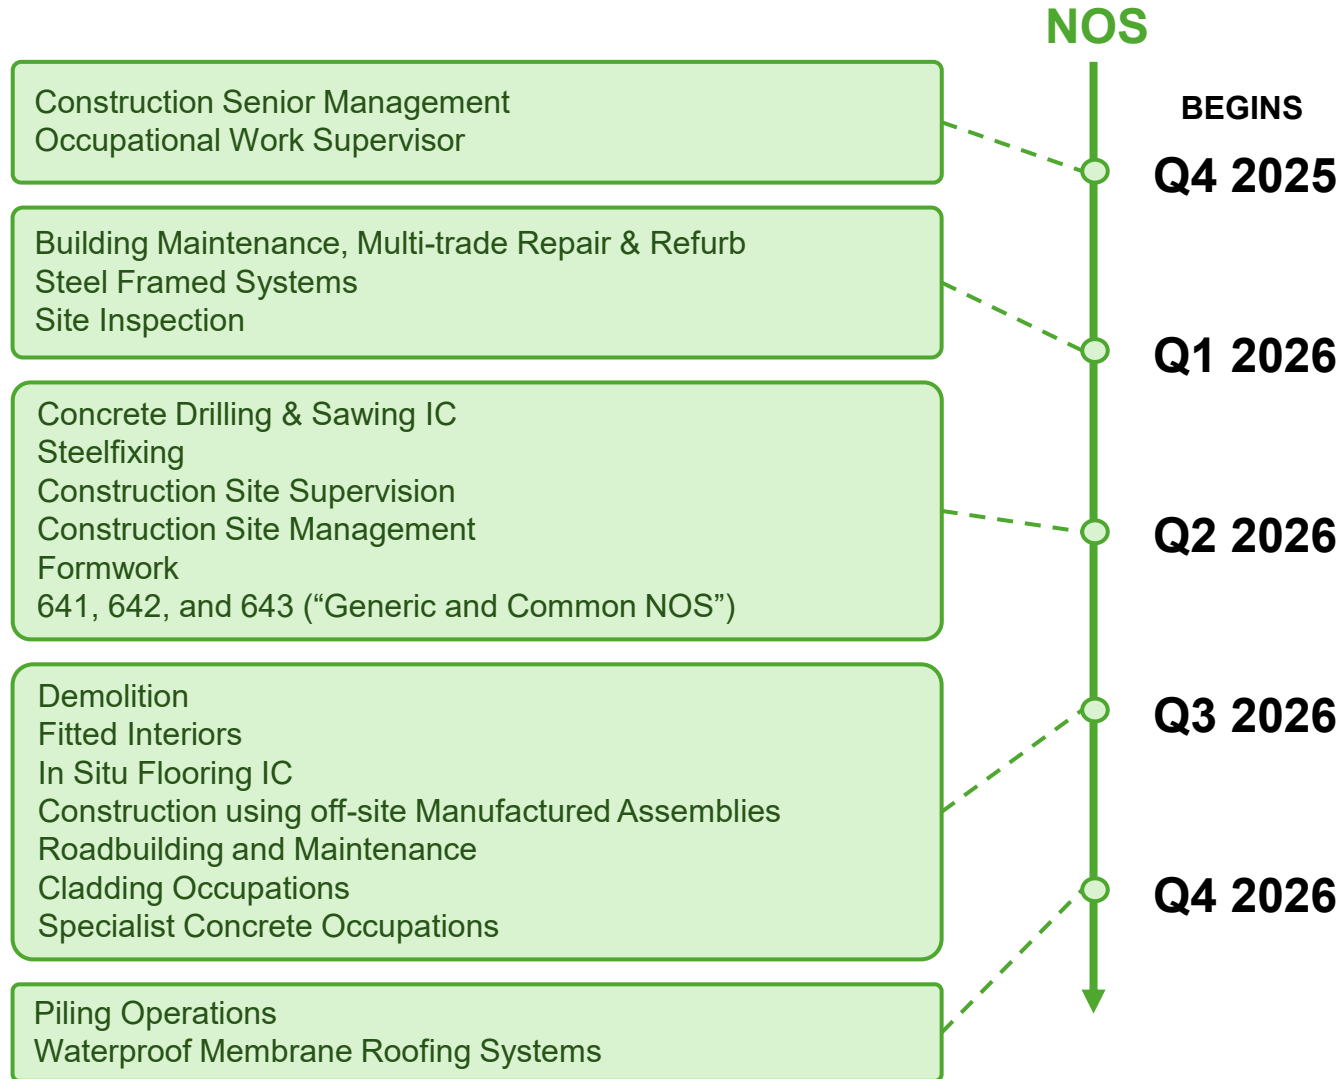 NOS
BEGINS
Construction Senior Management
Occupational Work Supervisor
Q4 2025
Building Maintenance, Multi-trade Repair & Refurb
Steel Framed Systems
Site Inspection
Q1 2026
Concrete Drilling & Sawing IC
Steelfixing
Construction Site Supervision
Construction Site Management
Formwork
641, 642, and 643 (“Generic and Common NOS”)
Q2 2026
Demolition
Fitted Interiors
In Situ Flooring IC
Construction using off-site Manufactured Assemblies
Roadbuilding and Maintenance
Cladding Occupations
Specialist Concrete Occupations
Q3 2026
Piling Operations
Waterproof Membrane Roofing Systems
Q4 2026